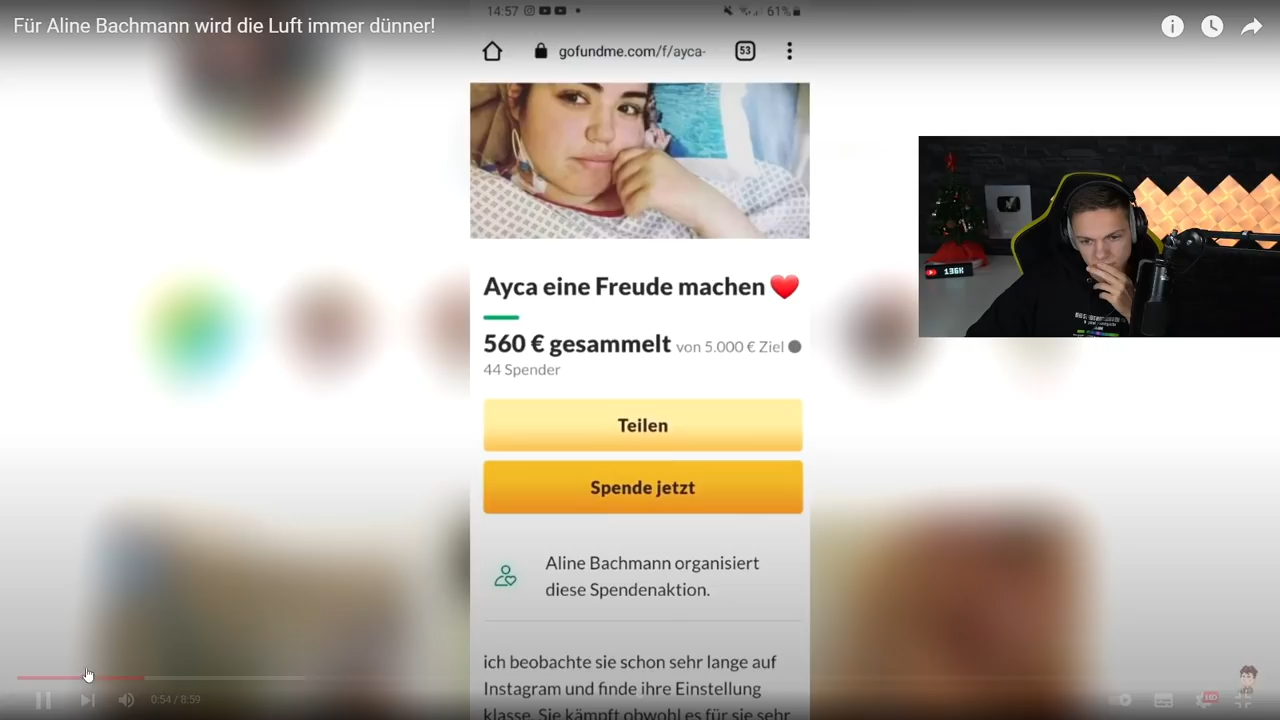 Für Aline Bachmann wird die Luft immer dünner!
14:57
61%
gofundme.com/f/ayca-
53
136K
Ayca eine Freude machen
560 € gesammelt von 5.000 € Ziel
44 Spender
Teilen
Spende jetzt
Aline Bachmann organisiert
diese Spendenaktion.
ich beobachte sie schon sehr lange auf
Instagram und finde ihre Einstellung
klasse. Sie kämpft obwohl es für sie sehr
0:54 / 8:59
HD